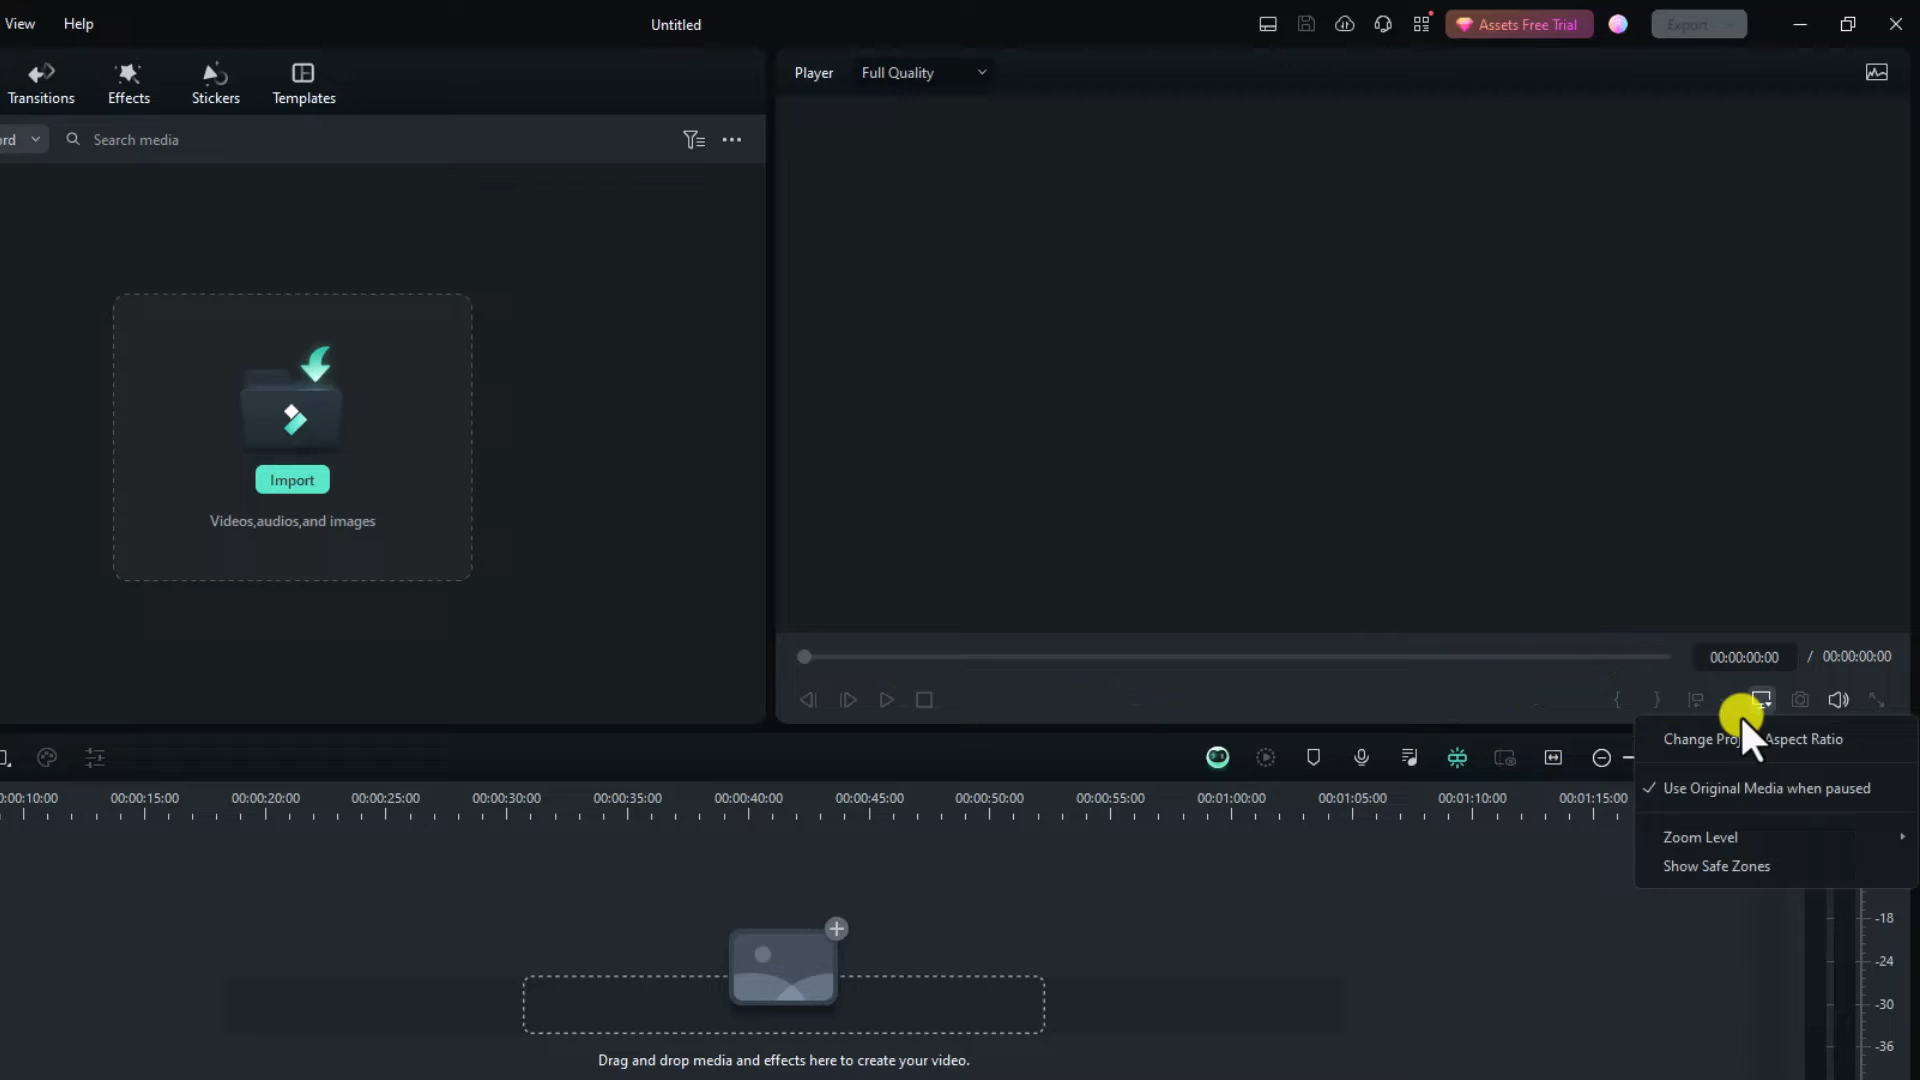 View Help Untitled Assets Free Trial Export
Transitions Effects Stickers Templates
Player Full Quality
rd Search media
Import
Videos,audios,and images
00:00:00:00 / 00:00:00:00
Change Pro Aspect Ratio
Use Original Media when paused
Zoom Level
Show Safe Zones
:00:10:00 00:00:15:00 00:00:20:00 00:00:25:00 00:00:30:00 00:00:35:00 00:00:40:00 00:00:45:00 00:00:50:00 00:00:55:00 00:01:00:00 00:01:05:00 00:01:10:00 00:01:15:00
-18
-24
-30
-36
Drag and drop media and effects here to create your video.